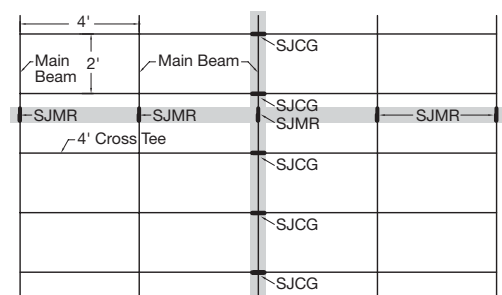 4'
SJCG
Main
Beam
2'
Main Beam
SJCG
SJMR
SJMR
SJMR
SJMR
4' Cross Tee
SJCG
SJCG
SJCG